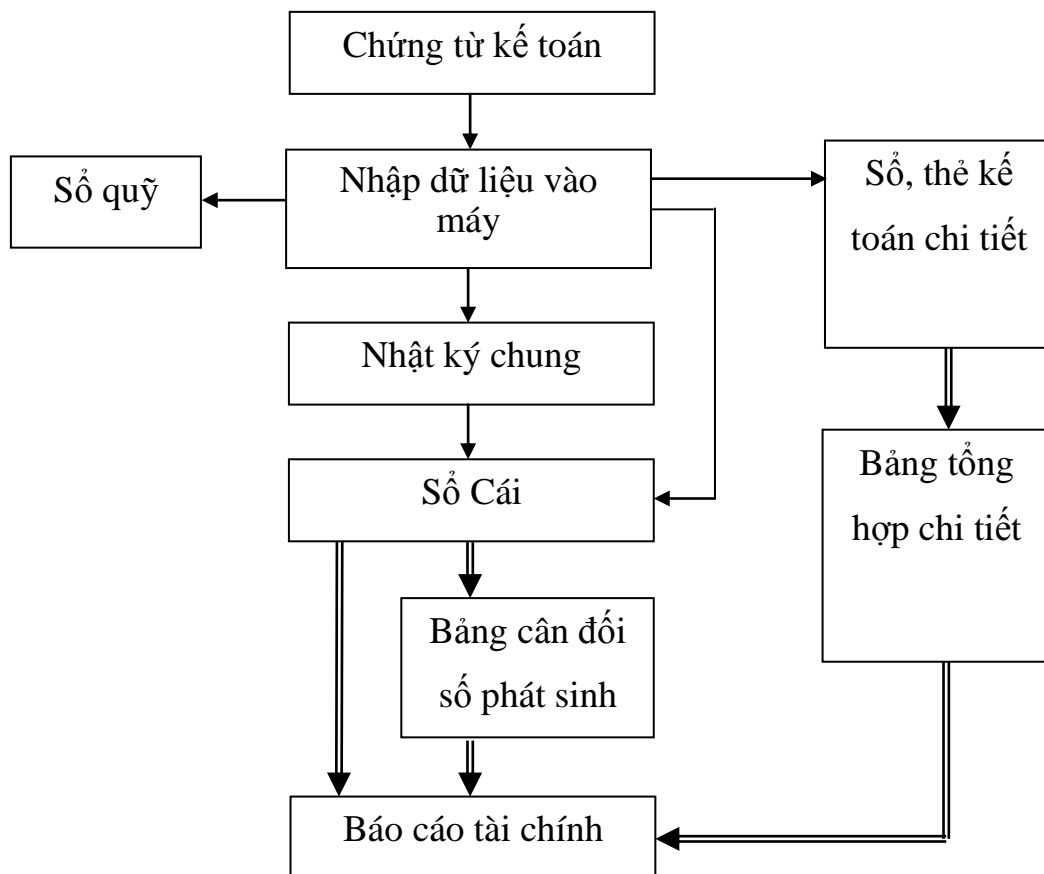 Chứng từ kế toán
Sổ quỹ
Nhập dữ liệu vào
máy
Sổ, thẻ kế
toán chi tiết
Nhật ký chung
Sổ Cái
Bảng tổng
hợp chi tiết
Bảng cân đối
số phát sinh
Báo cáo tài chính